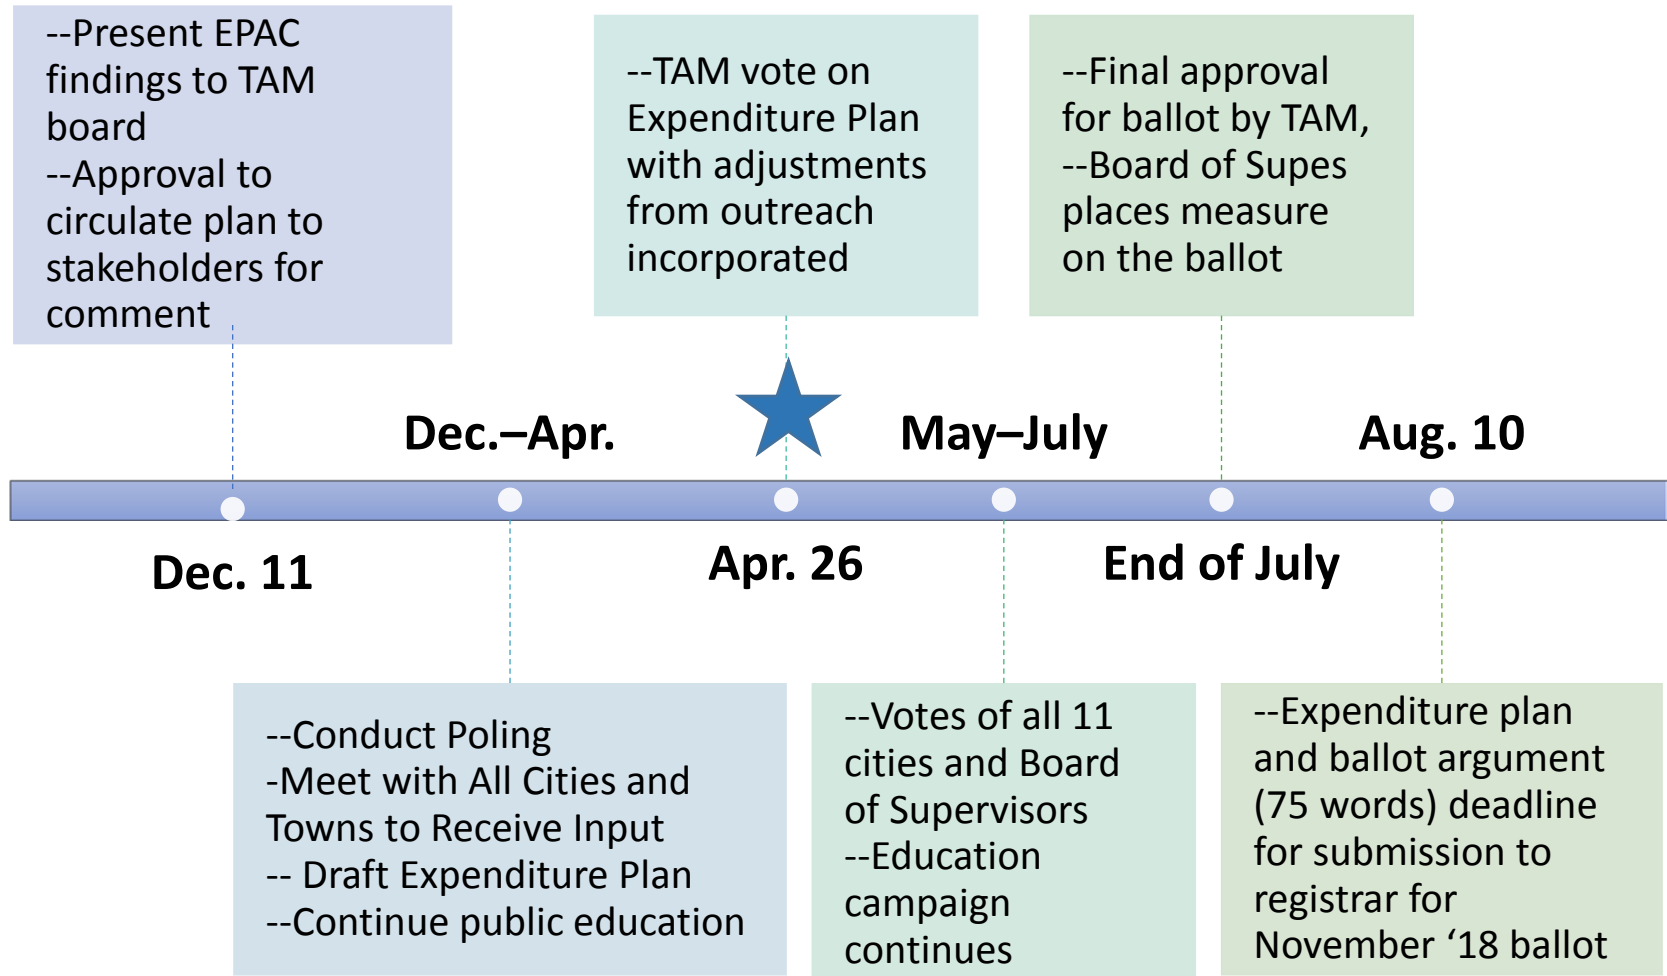 --Present EPAC
findings to TAM
board
--Approval to
circulate plan to
stakeholders for
comment
--TAM vote on
Expenditure Plan
with adjustments
from outreach
incorporated
--Final approval
for ballot by TAM,
--Board of Supes
places measure
on the ballot
Dec.–Apr.
May–July
Aug. 10
Dec. 11
Apr. 26
End of July
--Conduct Poling
-Meet with All Cities and
Towns to Receive Input
-- Draft Expenditure Plan
--Continue public education
--Votes of all 11
cities and Board
of Supervisors
--Education
campaign
continues
--Expenditure plan
and ballot argument
(75 words) deadline
for submission to
registrar for
November ‘18 ballot